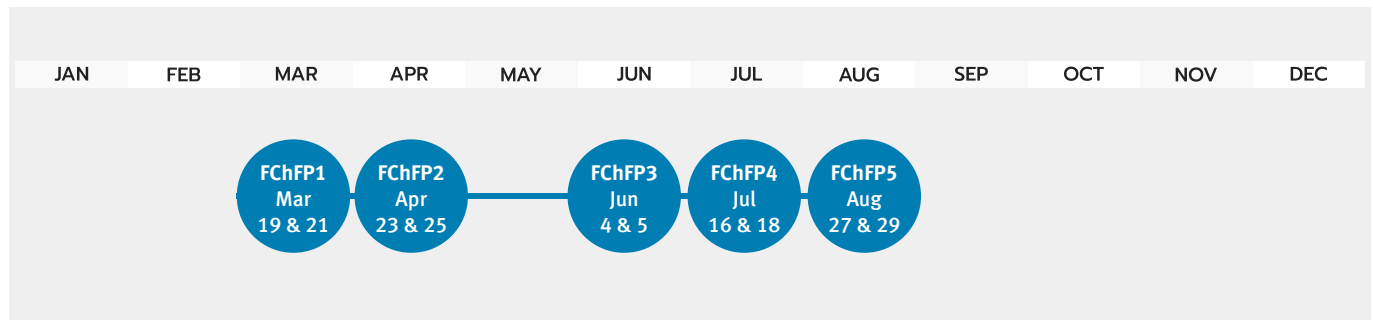 JAN FEB MAR APR MAY JUN JUL AUG SEP OCT NOV DEC
FChFP1
Mar
19 & 21
FChFP2
Apr
23 & 25
FChFP3
Jun
4 & 5
FChFP4
Jul
16 & 18
FChFP5
Aug
27 & 29